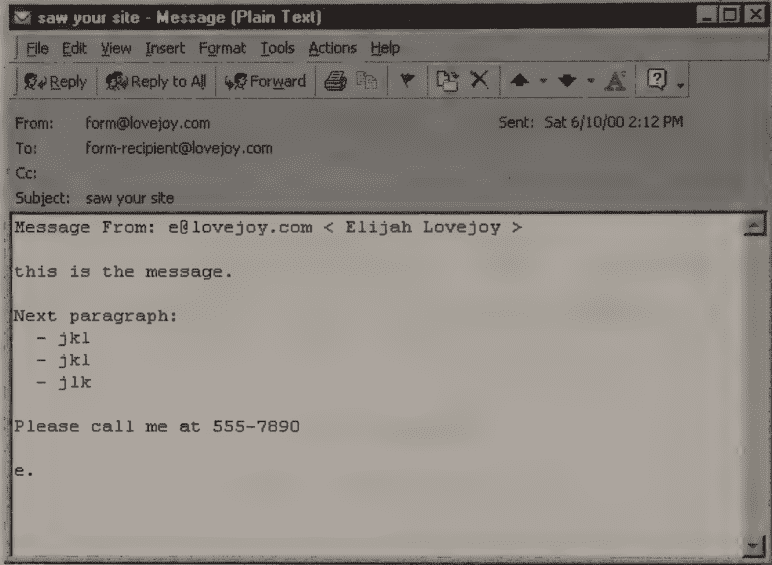 saw your site - Message (Plain Text)
File Edit View Insert Format Tools Actions Help
Reply Reply to All Forward
From: form@lovejoy.com Sent: Sat 6/10/00 2:12 PM
To: form-recipient@lovejoy.com
Cc:
Subject: saw your site
Message From: e@lovejoy.com < Elijah Lovejoy >
this is the message.
Next paragraph:
- jkl
- jkl
- jlk
Please call me at 555-7890
e.